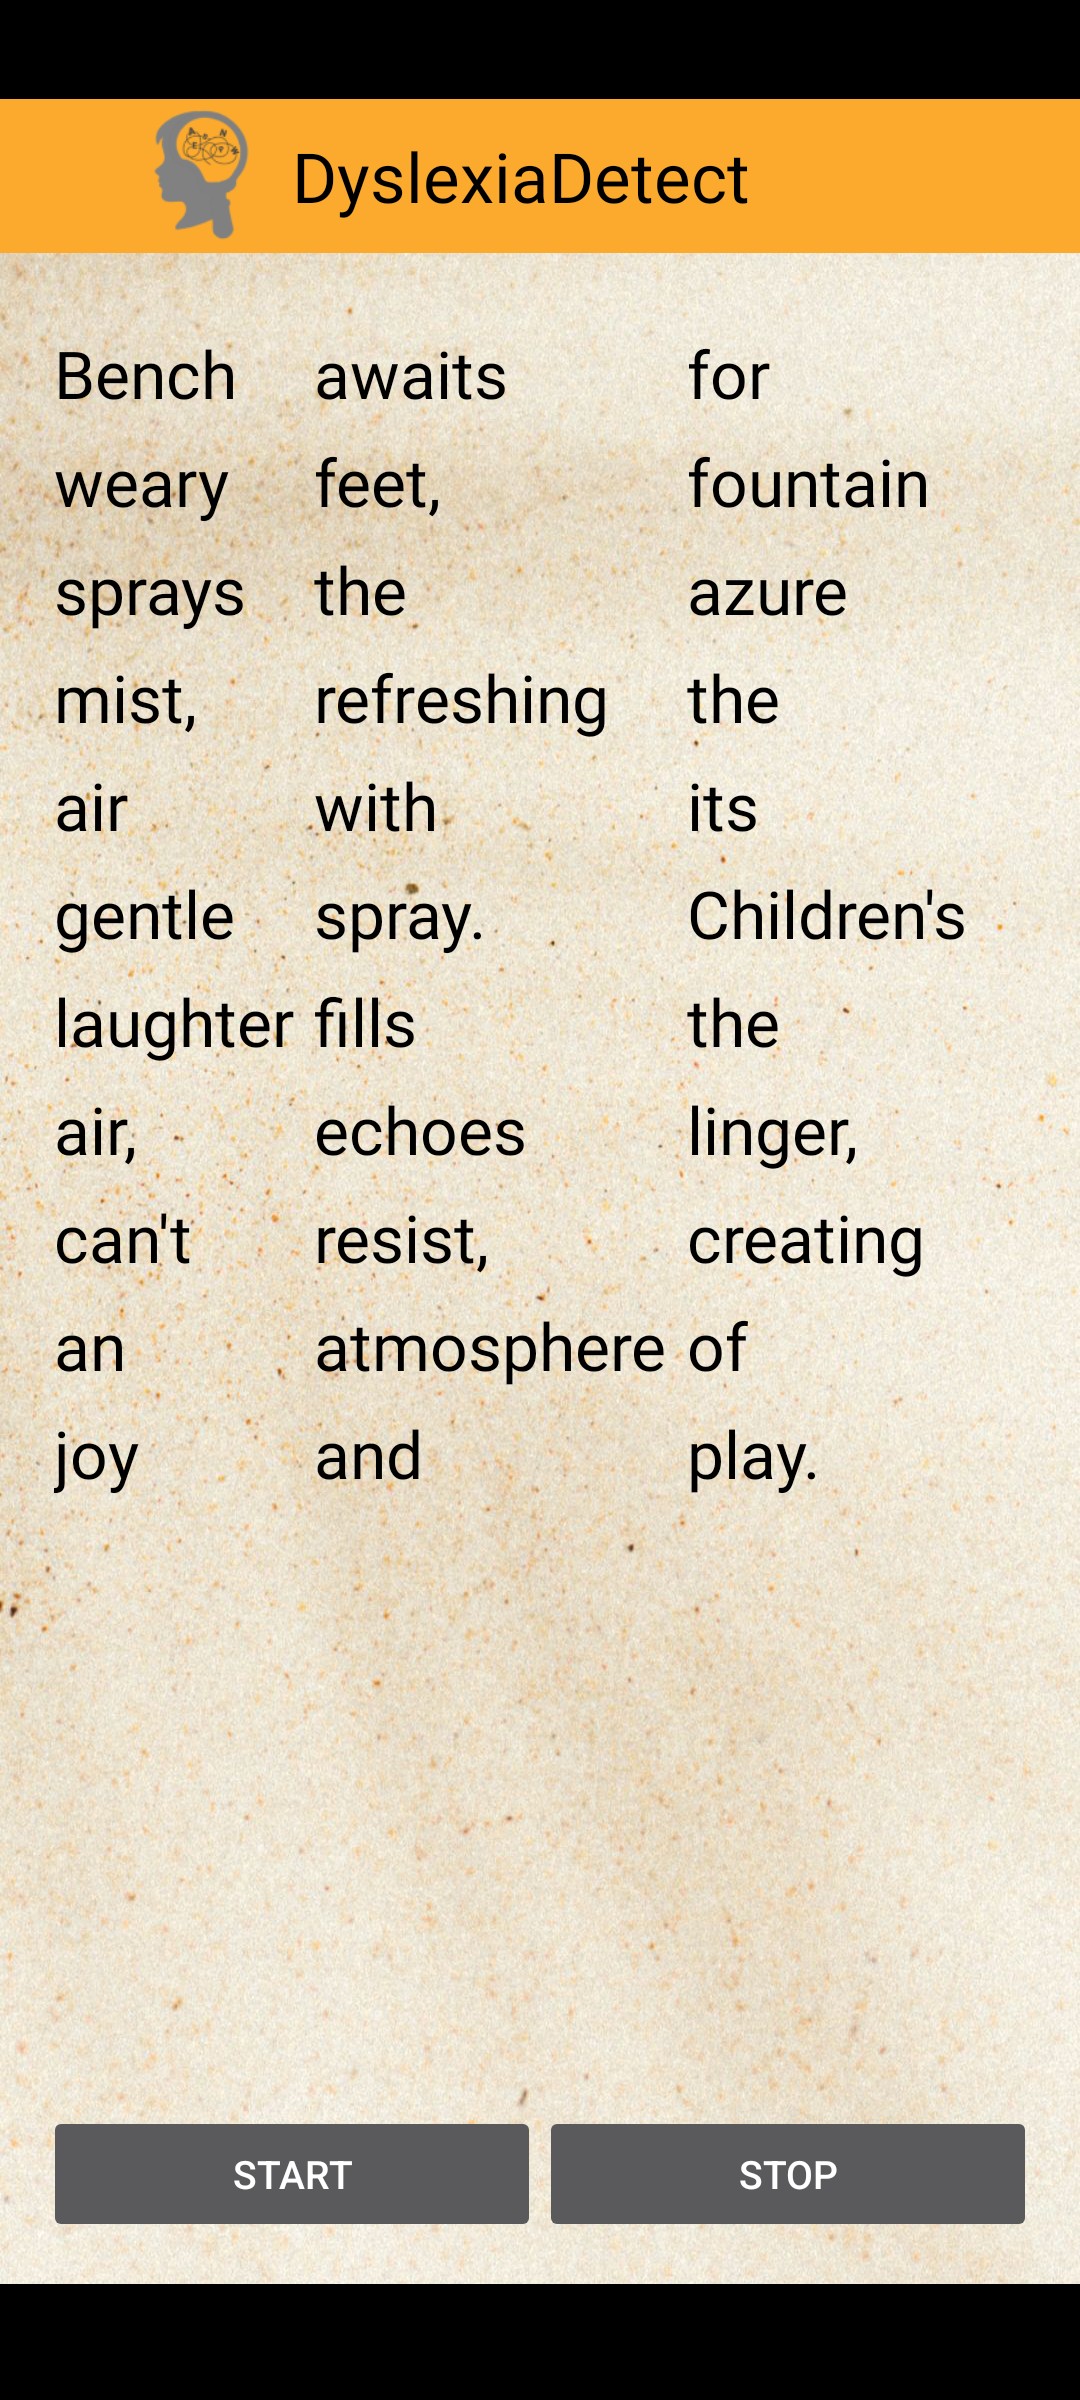 DyslexiaDetect
Bench awaits for
weary feet, fountain
sprays the azure
mist, refreshing the
air with its
gentle spray. Children's
laughter fills the
air, echoes linger,
can't resist, creating
an atmosphere of
joy and play.
START STOP